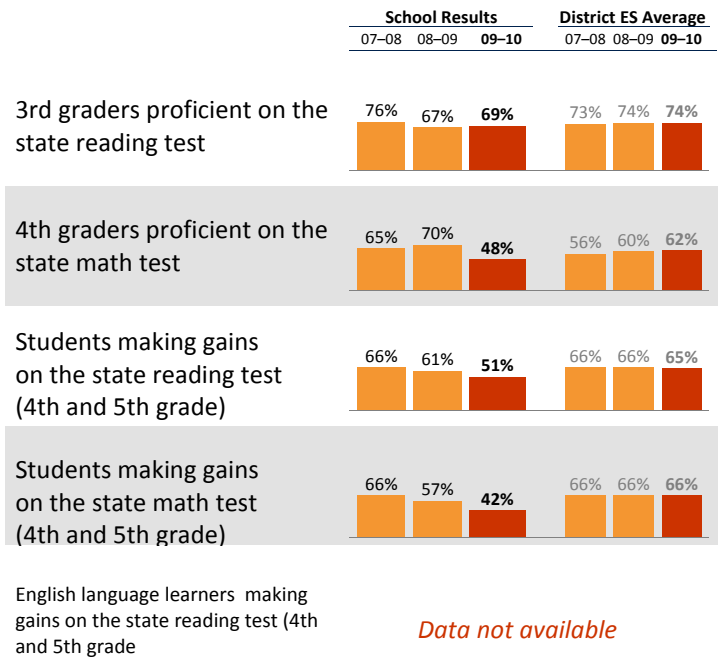 School Results District ES Average
07–08 08–09 09–10 07–08 08–09 09–10
3rd graders proficient on the
state reading test
76% 67% 69% 73% 74% 74%
4th graders proficient on the
state math test
65% 70% 48% 56% 60% 62%
Students making gains
on the state reading test
(4th and 5th grade)
66% 61% 51% 66% 66% 65%
Students making gains
on the state math test
(4th and 5th grade)
66% 57% 42% 66% 66% 66%
English language learners making
gains on the state reading test (4th
and 5th grade
Data not available